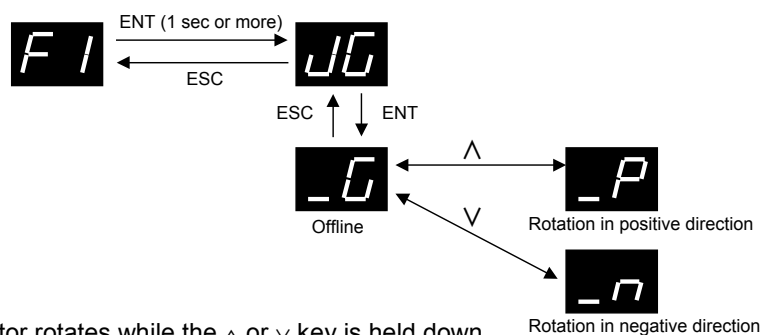 ENT (1 sec or more)
F1
JG
ESC
ESC
ENT
_G
∧
_P
Offline
∨
Rotation in positive direction
_n
tor rotates while the ∧ or ∨ key is held down
Rotation in negative direction